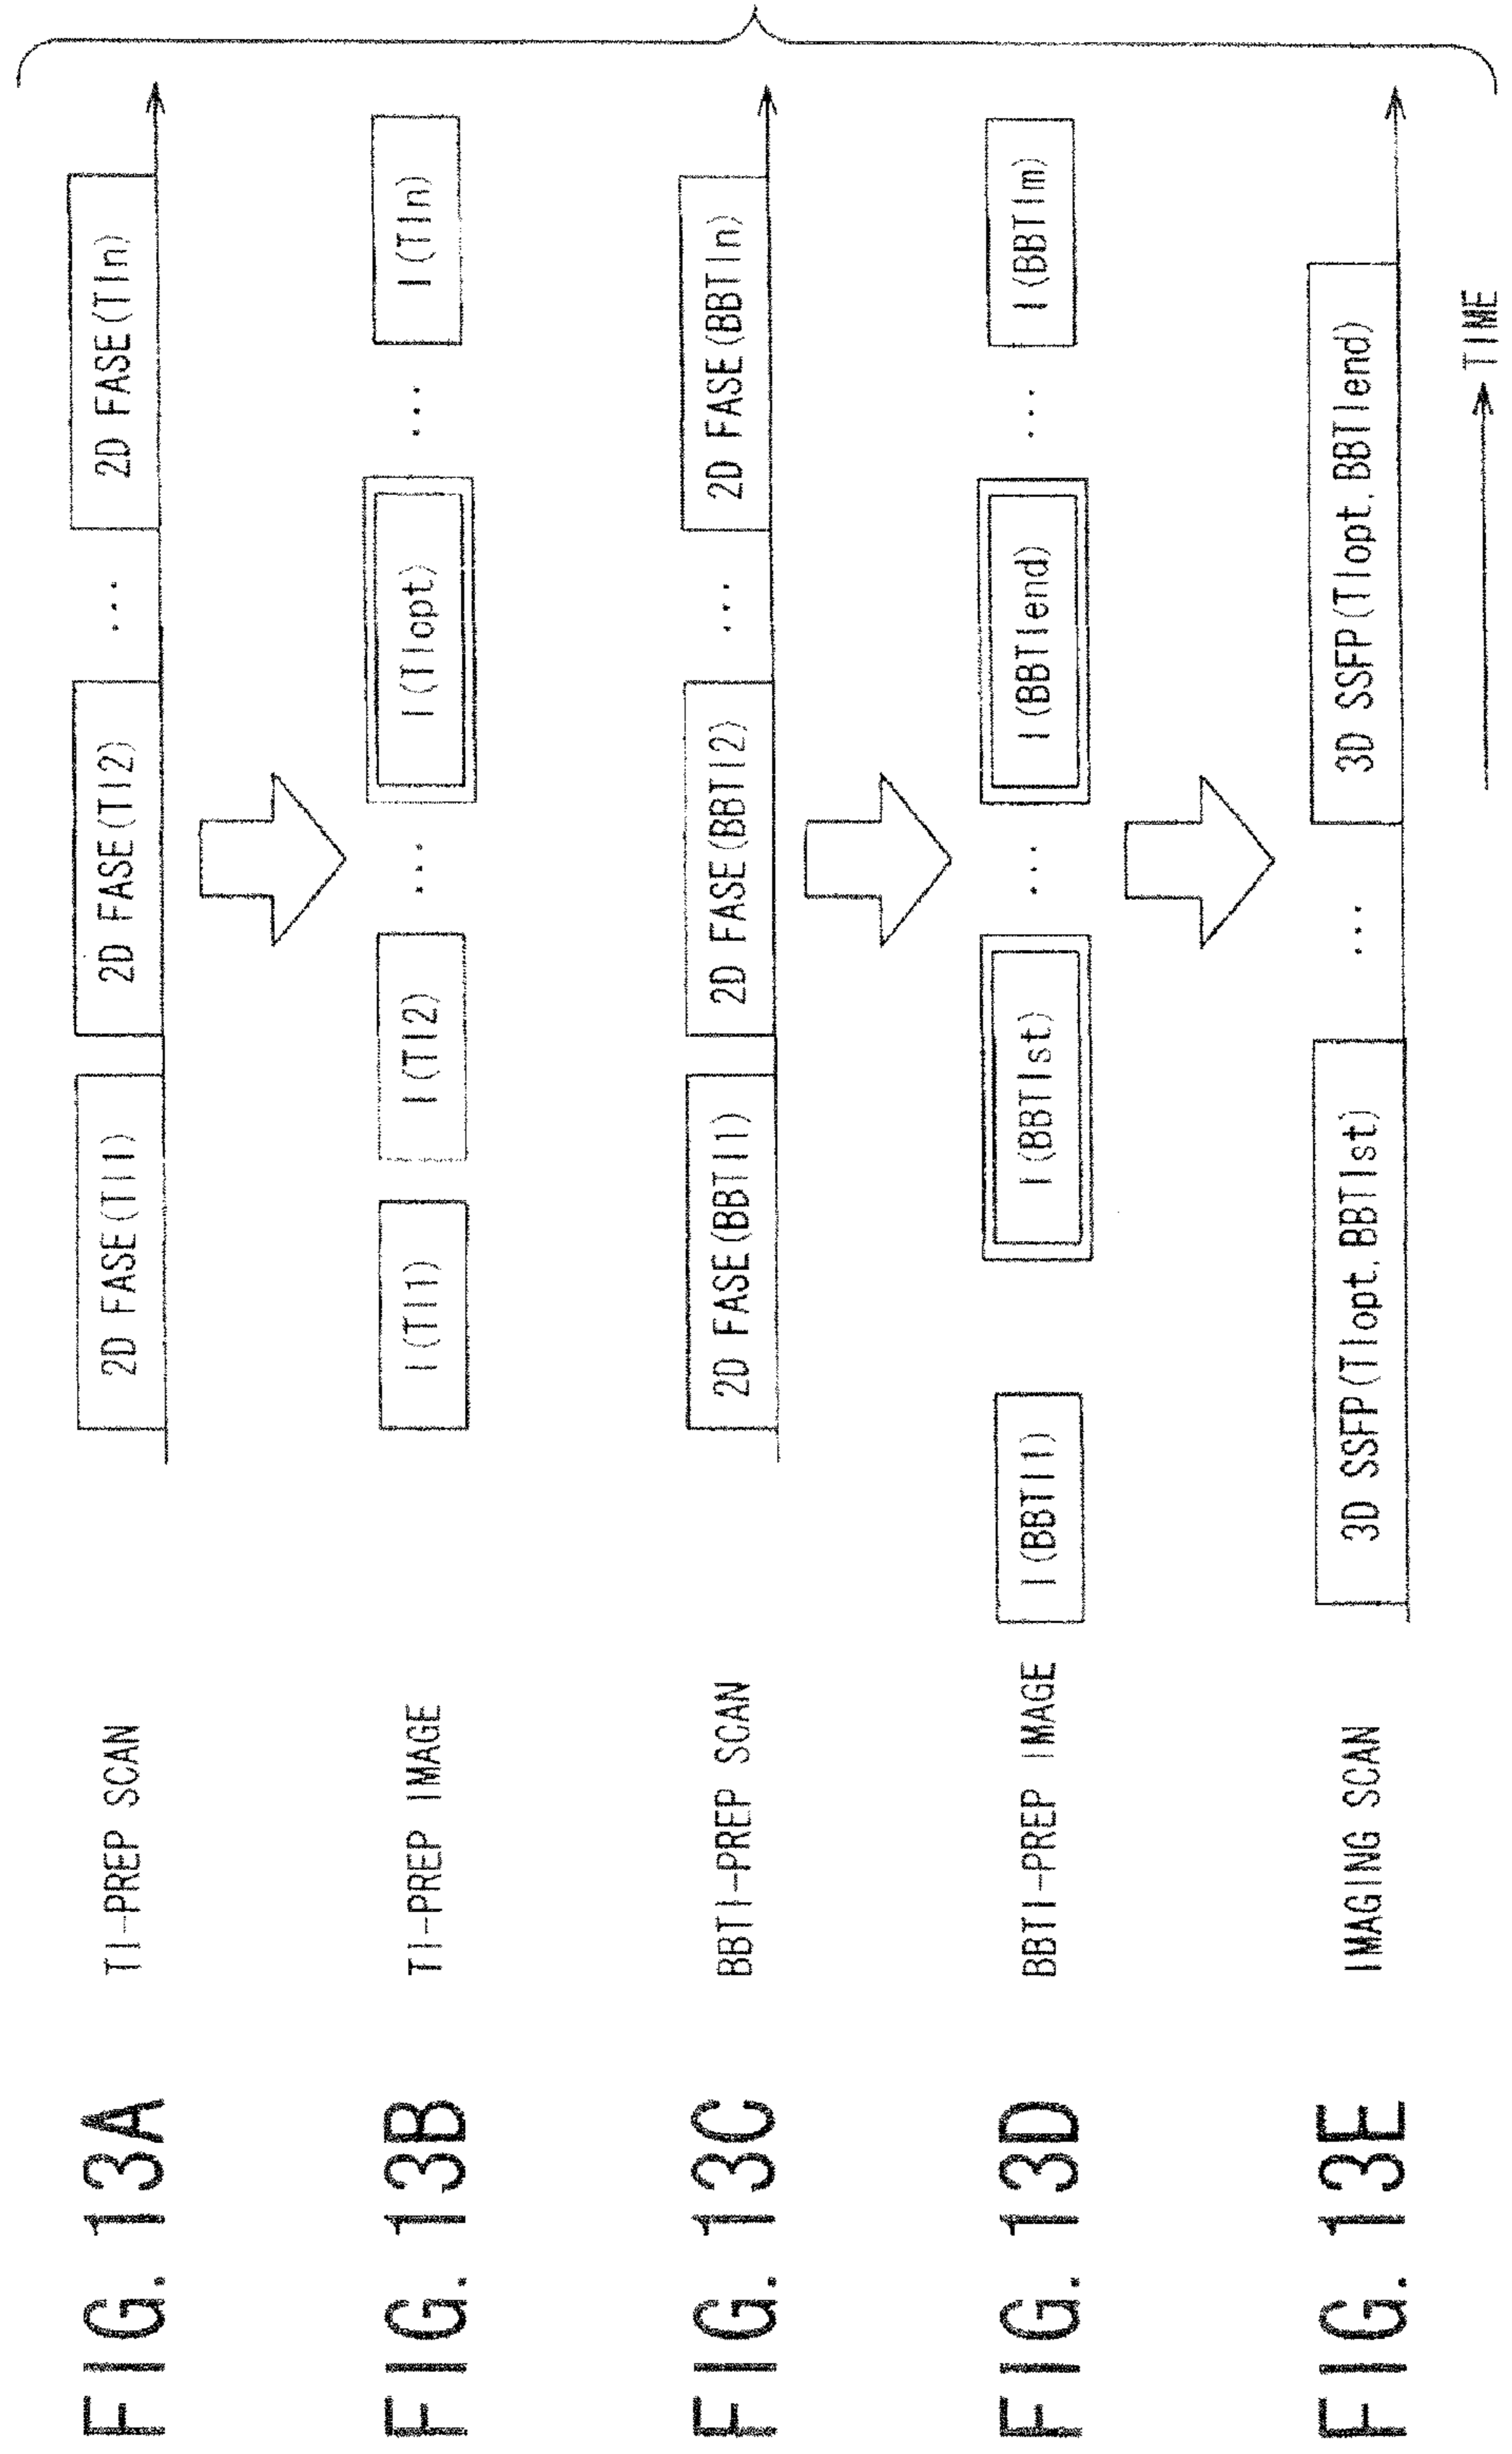 FIG. 13A TI-PREP SCAN 2D FASE(TI1) 2D FASE(TI2) ... 2D FASE(TIn)
FIG. 13B TI-PREP IMAGE I(TI1) I(TI2) ... I(TIopt) ... I(TIn)
FIG. 13C BBTI-PREP SCAN 2D FASE(BBTI1) 2D FASE(BBTI2) ... 2D FASE(BBTIn)
FIG. 13D BBTI-PREP IMAGE I(BBTI1) I(BBTIst) ... I(BBTIend) ... I(BBTIm)
FIG. 13E IMAGING SCAN 3D SSFP(TIopt, BBTIst) ... 3D SSFP(TIopt, BBTIend)
TIME